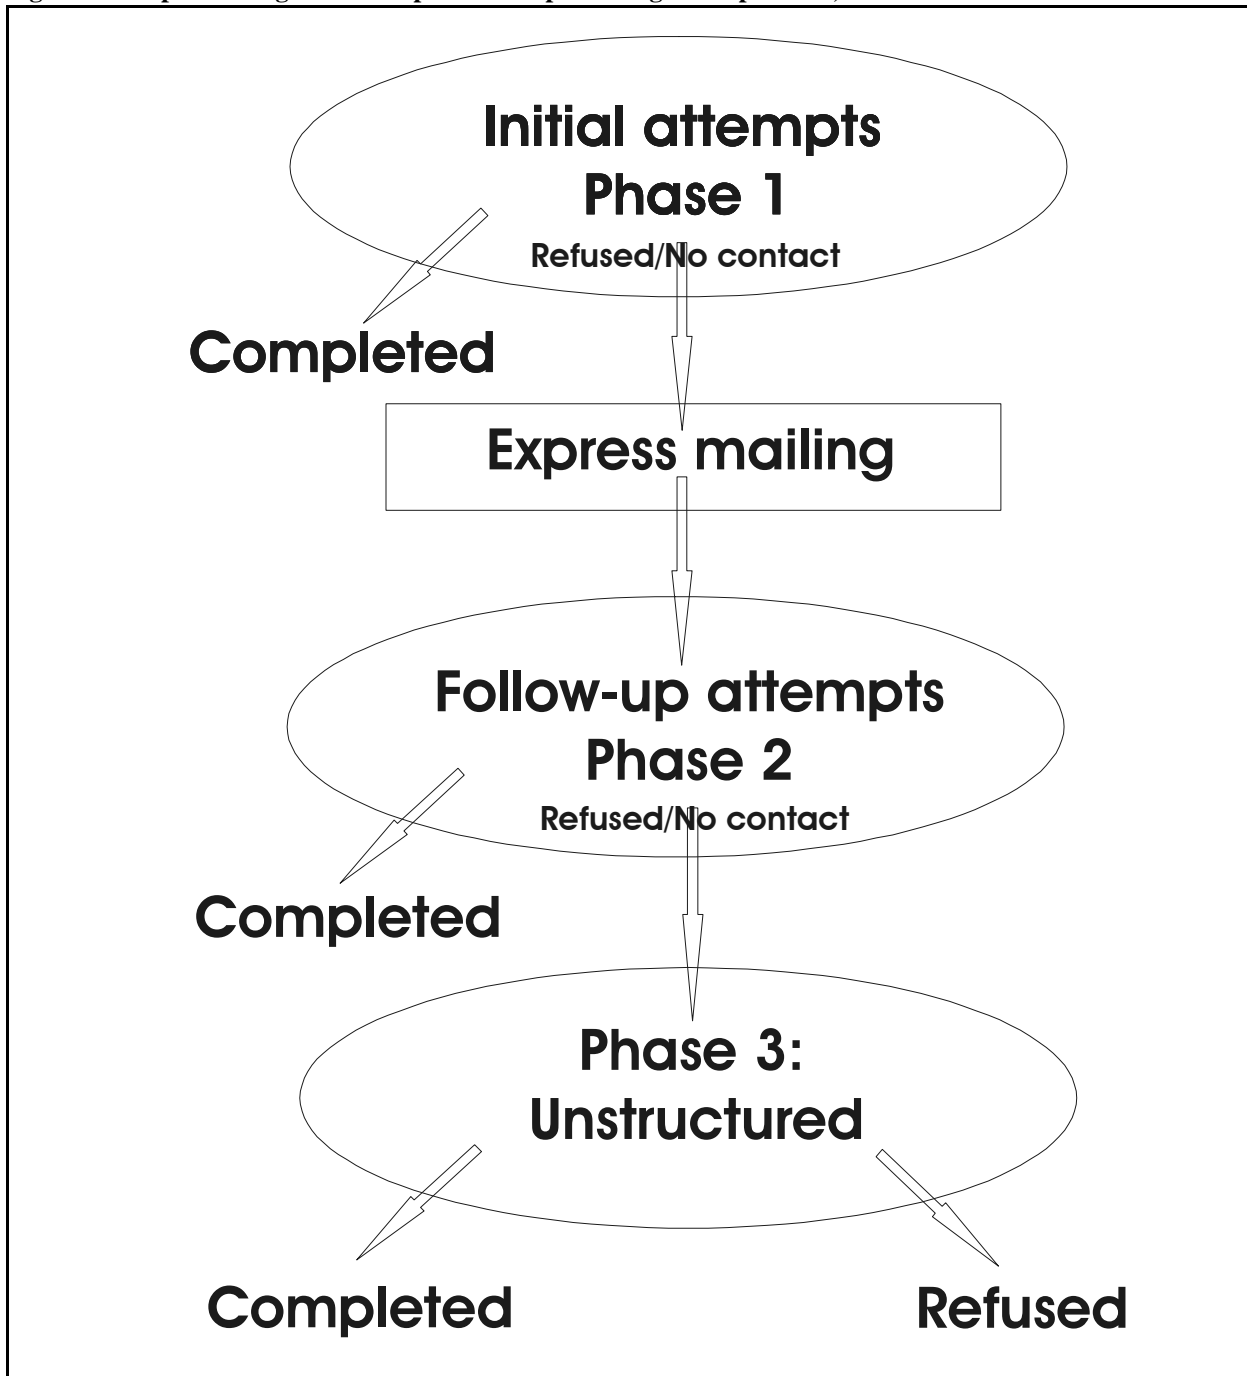 Initial attempts
Phase 1
Refused/No contact
Completed
Express mailing
Follow-up attempts
Phase 2
Refused/No contact
Completed
Phase 3:
Unstructured
Completed
Refused